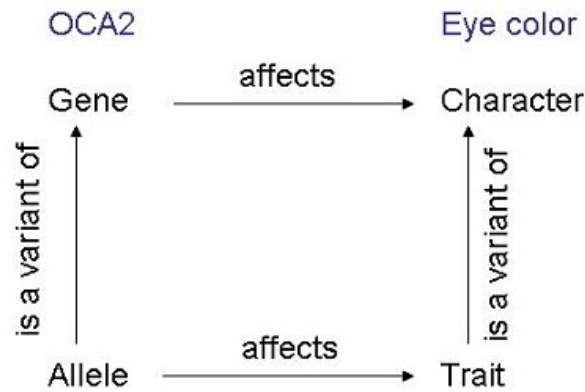 OCA2 Eye color
affects
Gene Character
is a variant of
is a variant of
affects
Allele Trait